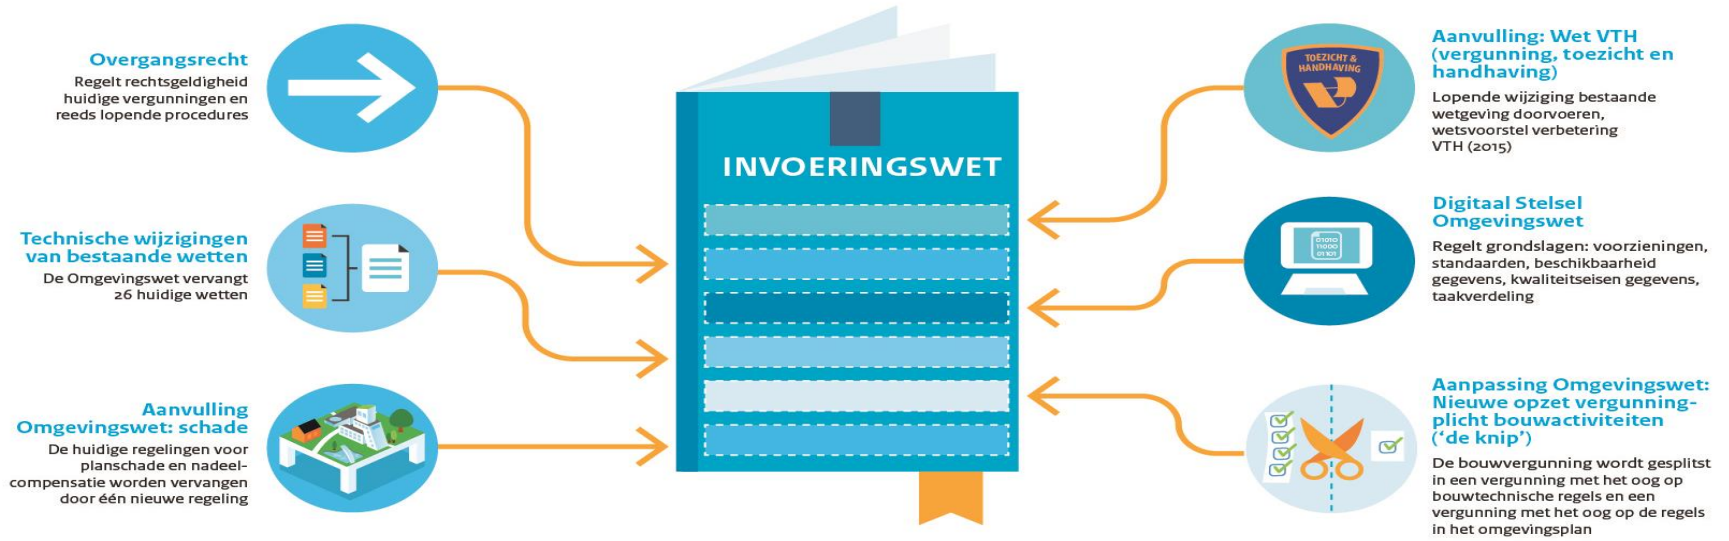 Overgangsrecht
Regelt rechtsgeldigheid
huidige vergunningen en
reeds lopende procedures
Technische wijzigingen
van bestaande wetten
De Omgevingswet vervangt
26 huidige wetten
Aanvulling
Omgevingswet: schade
De huidige regelingen voor
planschade en nadeel-
compensatie worden vervangen
door één nieuwe regeling
INVOERINGSWET
TOEZICHT &
HANDHAVING
Aanvulling: Wet VTH
(vergunning, toezicht en
handhaving)
Lopende wijziging bestaande
wetgeving doorvoeren,
wetsvoorstel verbetering
VTH (2015)
01010
11000
01101
Digitaal Stelsel
Omgevingswet
Regelt grondslagen: voorzieningen,
standaarden, beschikbaarheid
gegevens, kwaliteitseisen gegevens,
taakverdeling
Aanpassing Omgevingswet:
Nieuwe opzet vergunning-
plicht bouwactiviteiten
(‘de knip’)
De bouwvergunning wordt gesplitst
in een vergunning met het oog op
bouwtechnische regels en een
vergunning met het oog op de regels
in het omgevingsplan